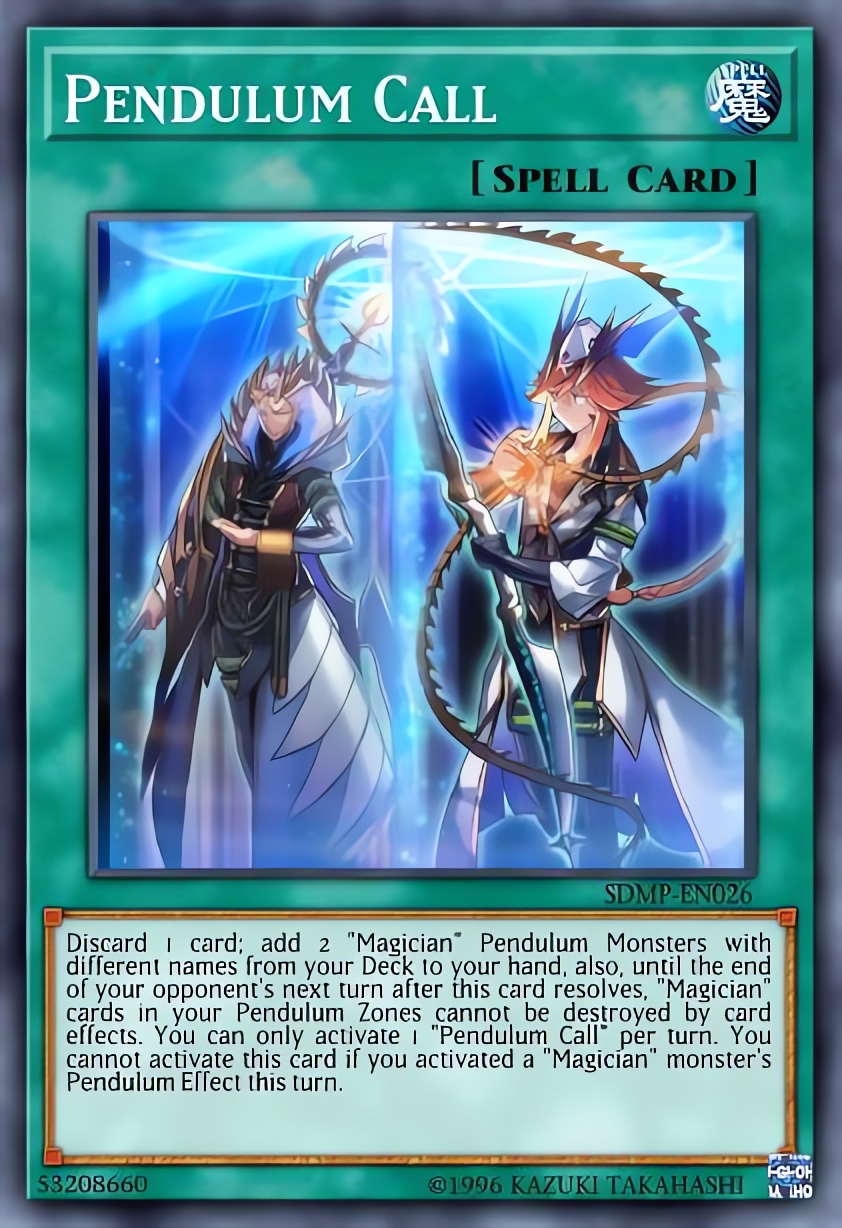 PENDULUM CALL
魔
[SPELL CARD]
SDMP-EN026
Discard 1 card; add 2 "Magician" Pendulum Monsters with
different names from your Deck to your hand, also, until the end
of your opponent's next turn after this card resolves, "Magician"
cards in your Pendulum Zones cannot be destroyed by card
effects. You can only activate 1 "Pendulum Call" per turn. You
cannot activate this card if you activated a "Magician" monster's
Pendulum Effect this turn.
53208660
©1996 KAZUKI TAKAHASHI